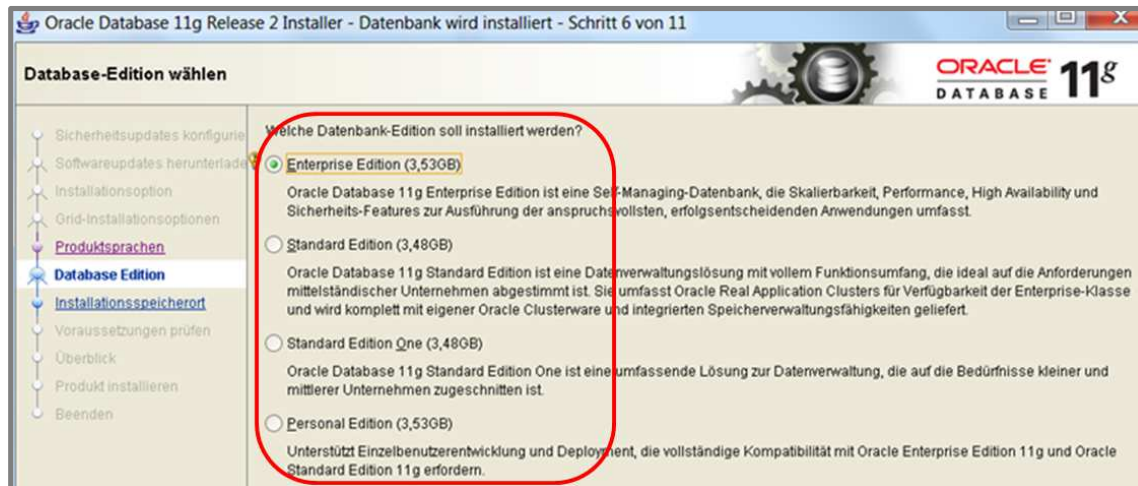 Oracle Database 11g Release 2 Installer - Datenbank wird installiert - Schritt 6 von 11
Database-Edition wählen
ORACLE
DATABASE 11g
Sicherheitsupdates konfigurie
Softwareupdates herunterlade
Installationsoption
Grid-Installationsoptionen
Produktsprachen
Database Edition
Installationsspeicherort
Voraussetzungen prüfen
Überblick
Produkt installieren
Beenden
Welche Datenbank-Edition soll installiert werden?
Enterprise Edition (3,53GB)
Oracle Database 11g Enterprise Edition ist eine Self-Managing-Datenbank, die Skalierbarkeit, Performance, High Availability und
Sicherheits-Features zur Ausführung der anspruchsvollsten, erfolgsentscheidenden Anwendungen umfasst.
Standard Edition (3,48GB)
Oracle Database 11g Standard Edition ist eine Datenverwaltungslösung mit vollem Funktionsumfang, die ideal auf die Anforderungen
mittelständischer Unternehmen abgestimmt ist. Sie umfasst Oracle Real Application Clusters für Verfügbarkeit der Enterprise-Klasse
und wird komplett mit eigener Oracle Clusterware und integrierten Speicherverwaltungsfähigkeiten geliefert.
Standard Edition One (3,48GB)
Oracle Database 11g Standard Edition One ist eine umfassende Lösung zur Datenverwaltung, die auf die Bedürfnisse kleiner und
mittlerer Unternehmen zugeschnitten ist.
Personal Edition (3,53GB)
Unterstützt Einzelbenutzerentwicklung und Deployment, die vollständige Kompatibilität mit Oracle Enterprise Edition 11g und Oracle
Standard Edition 11g erfordern.